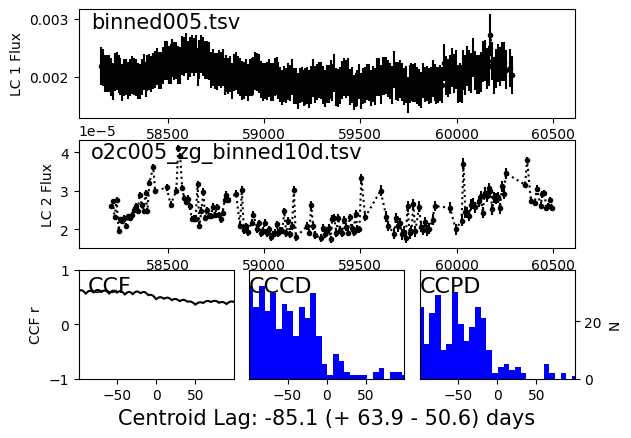 0.003
binned005.tsv
LC 1 Flux
0.002
58500 59000 59500 60000 60500
1e−5
o2c005_zg_binned10d.tsv
4
LC 2 Flux
3
2
58500 59000 59500 60000 60500
1
CCF
CCCD
CCPD
CCF r
0
20
N
−1
0
−50 0 50
−50 0 50
−50 0 50
Centroid Lag: -85.1 (+ 63.9 - 50.6) days